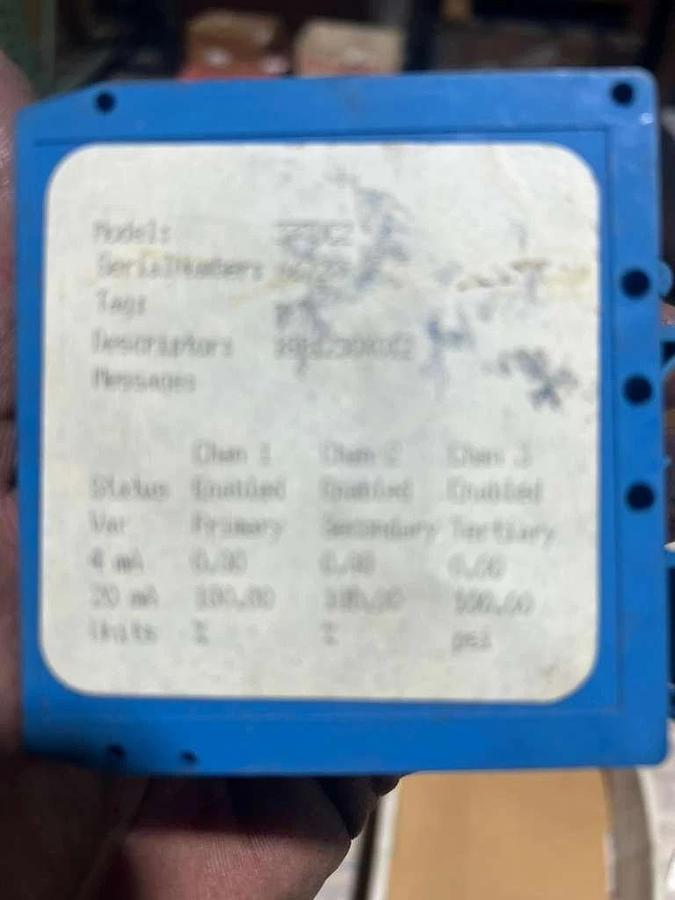 Model:
SerialNumber:
Tag:
Descriptor:
Message:
Chan 1 Chan 2 Chan 3
Status Enabled Enabled Enabled
Var Primary Secondary Tertiary
4 mA 0.00 0.00 0.00
20 mA 100.00 100.00 100.00
Units % % psi